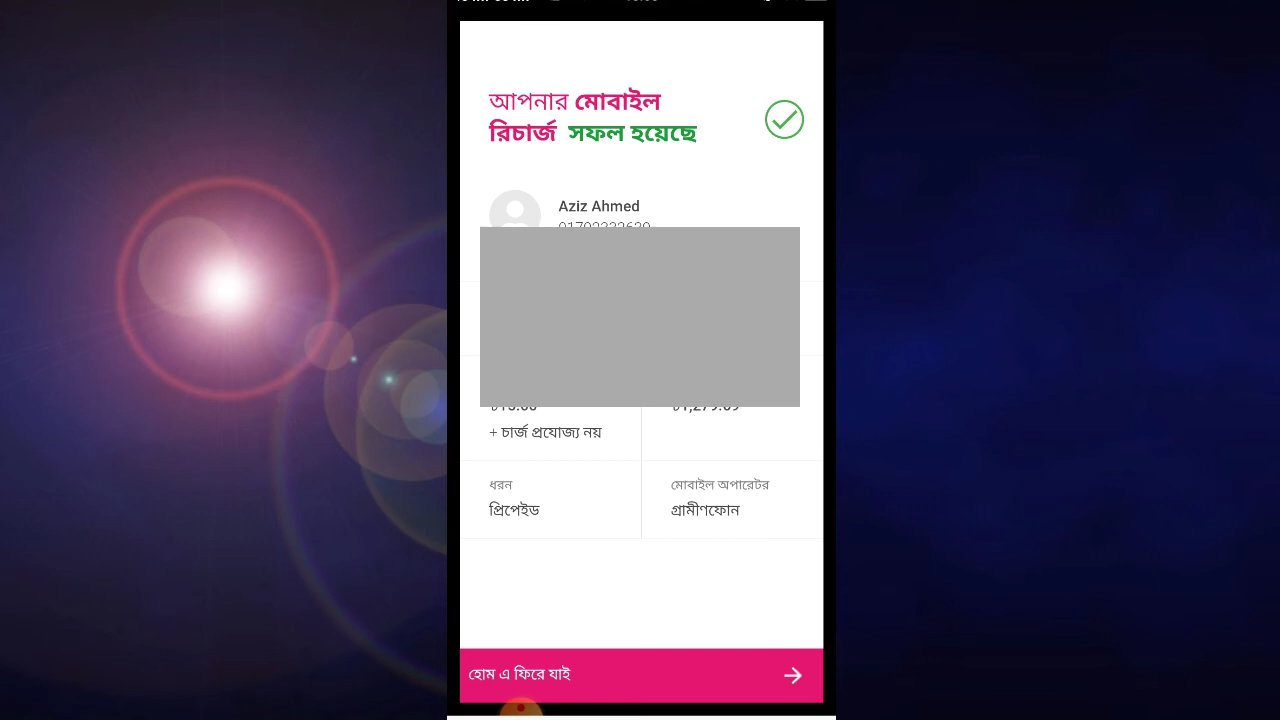 আপনার মোবাইল
রিচার্জ সফল হয়েছে
Aziz Ahmed
+ চার্জ প্রযোজ্য নয়
ধরন
মোবাইল অপারেটর
প্রিপেইড
গ্রামীণফোন
হোম এ ফিরে যাই